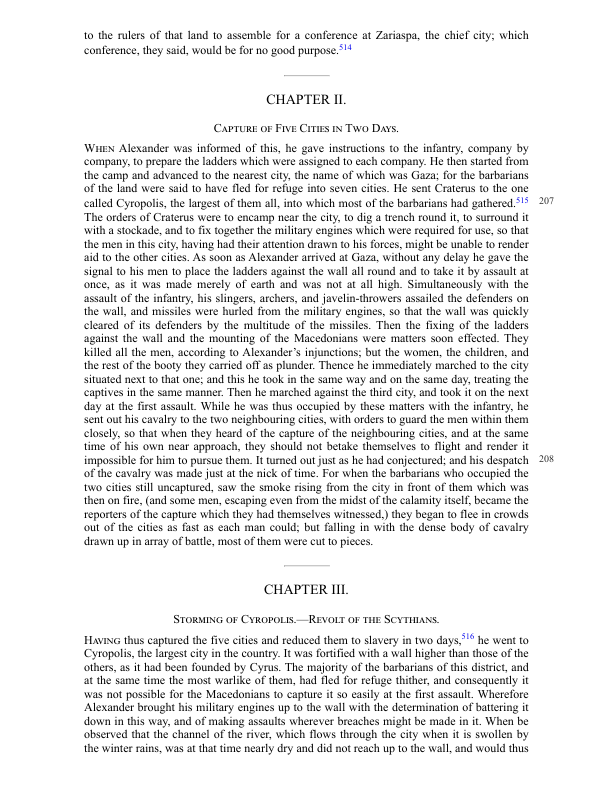 to the rulers of that land to assemble for a conference at Zariaspa, the chief city; which
conference, they said, would be for no good purpose.514
CHAPTER II.
Capture of Five Cities in Two Days.
When Alexander was informed of this, he gave instructions to the infantry, company by
company, to prepare the ladders which were assigned to each company. He then started from
the camp and advanced to the nearest city, the name of which was Gaza; for the barbarians
of the land were said to have fled for refuge into seven cities. He sent Craterus to the one
called Cyropolis, the largest of them all, into which most of the barbarians had gathered.515 207
The orders of Craterus were to encamp near the city, to dig a trench round it, to surround it
with a stockade, and to fix together the military engines which were required for use, so that
the men in this city, having had their attention drawn to his forces, might be unable to render
aid to the other cities. As soon as Alexander arrived at Gaza, without any delay he gave the
signal to his men to place the ladders against the wall all round and to take it by assault at
once, as it was made merely of earth and was not at all high. Simultaneously with the
assault of the infantry, his slingers, archers, and javelin-throwers assailed the defenders on
the wall, and missiles were hurled from the military engines, so that the wall was quickly
cleared of its defenders by the multitude of the missiles. Then the fixing of the ladders
against the wall and the mounting of the Macedonians were matters soon effected. They
killed all the men, according to Alexander’s injunctions; but the women, the children, and
the rest of the booty they carried off as plunder. Thence he immediately marched to the city
situated next to that one; and this he took in the same way and on the same day, treating the
captives in the same manner. Then he marched against the third city, and took it on the next
day at the first assault. While he was thus occupied by these matters with the infantry, he
sent out his cavalry to the two neighbouring cities, with orders to guard the men within them
closely, so that when they heard of the capture of the neighbouring cities, and at the same
time of his own near approach, they should not betake themselves to flight and render it
impossible for him to pursue them. It turned out just as he had conjectured; and his despatch 208
of the cavalry was made just at the nick of time. For when the barbarians who occupied the
two cities still uncaptured, saw the smoke rising from the city in front of them which was
then on fire, (and some men, escaping even from the midst of the calamity itself, became the
reporters of the capture which they had themselves witnessed,) they began to flee in crowds
out of the cities as fast as each man could; but falling in with the dense body of cavalry
drawn up in array of battle, most of them were cut to pieces.
CHAPTER III.
Storming of Cyropolis.—Revolt of the Scythians.
Having thus captured the five cities and reduced them to slavery in two days,516 he went to
Cyropolis, the largest city in the country. It was fortified with a wall higher than those of the
others, as it had been founded by Cyrus. The majority of the barbarians of this district, and
at the same time the most warlike of them, had fled for refuge thither, and consequently it
was not possible for the Macedonians to capture it so easily at the first assault. Wherefore
Alexander brought his military engines up to the wall with the determination of battering it
down in this way, and of making assaults wherever breaches might be made in it. When be
observed that the channel of the river, which flows through the city when it is swollen by
the winter rains, was at that time nearly dry and did not reach up to the wall, and would thus